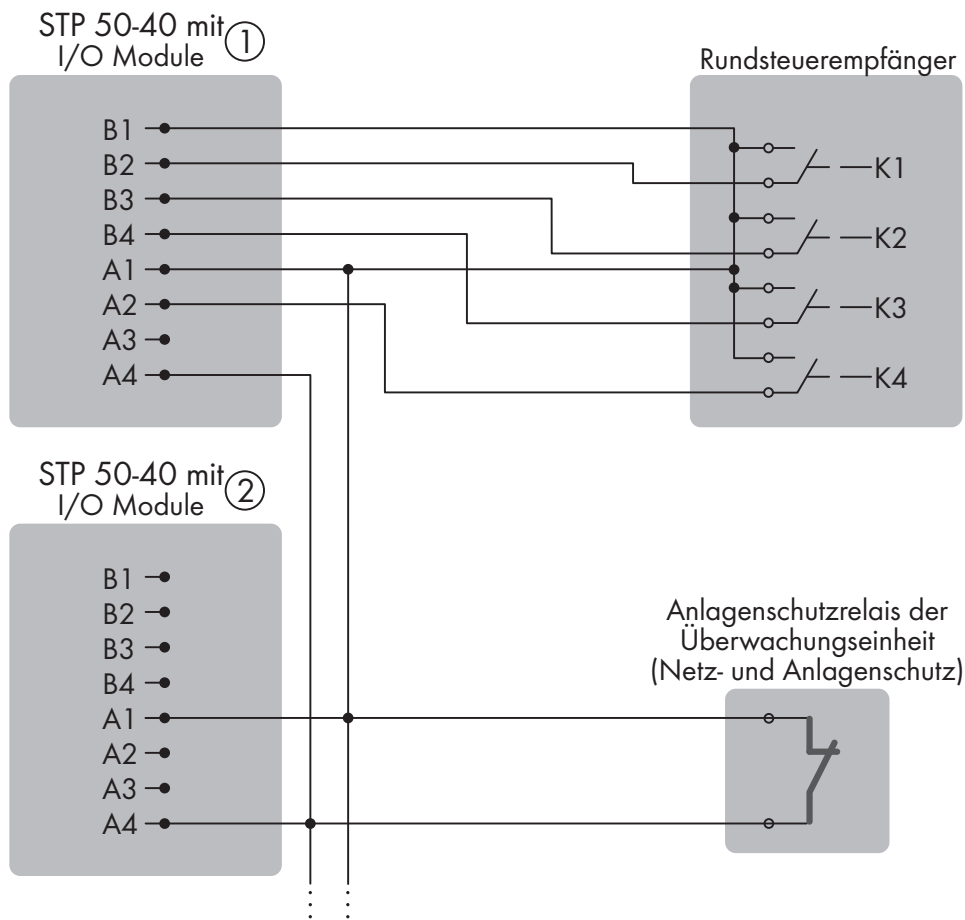 STP 50-40 mit
I/O Module
1
Rundsteuerempfänger
B1
B2
B3
B4
A1
A2
A3
A4
K1
K2
K3
K4
STP 50-40 mit
I/O Module
2
B1
B2
B3
B4
A1
A2
A3
A4
Anlagenschutzrelais der
Überwachungseinheit
(Netz- und Anlagenschutz)